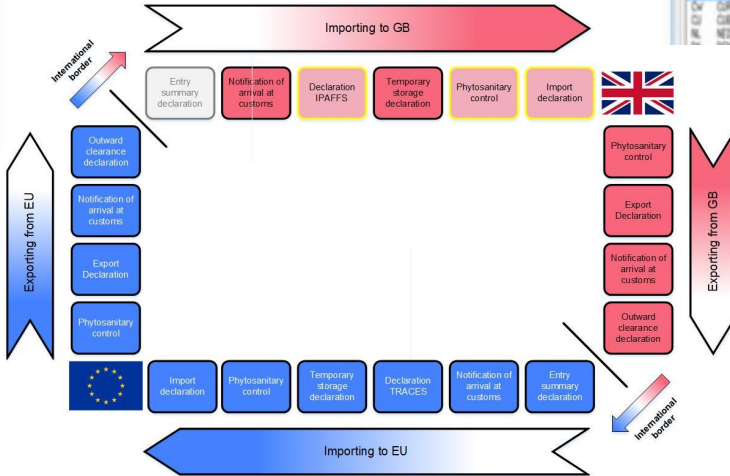 Importing to GB
International
border
Entry
summary
declaration
Notification of
arrival at
customs
Declaration
IPAFFS
Temporary
storage
declaration
Phytosanitary
control
Import
declaration
Exporting from EU
Outward
clearance
declaration
Notification of
arrival at
customs
Export
Declaration
Phytosanitary
control
Phytosanitary
control
Export
Declaration
Notification of
arrival at
customs
Outward
clearance
declaration
Exporting from GB
Import
declaration
Phytosanitary
control
Temporary
storage
declaration
Declaration
TRACES
Notification of
arrival at
customs
Entry
summary
declaration
International
border
Importing to EU